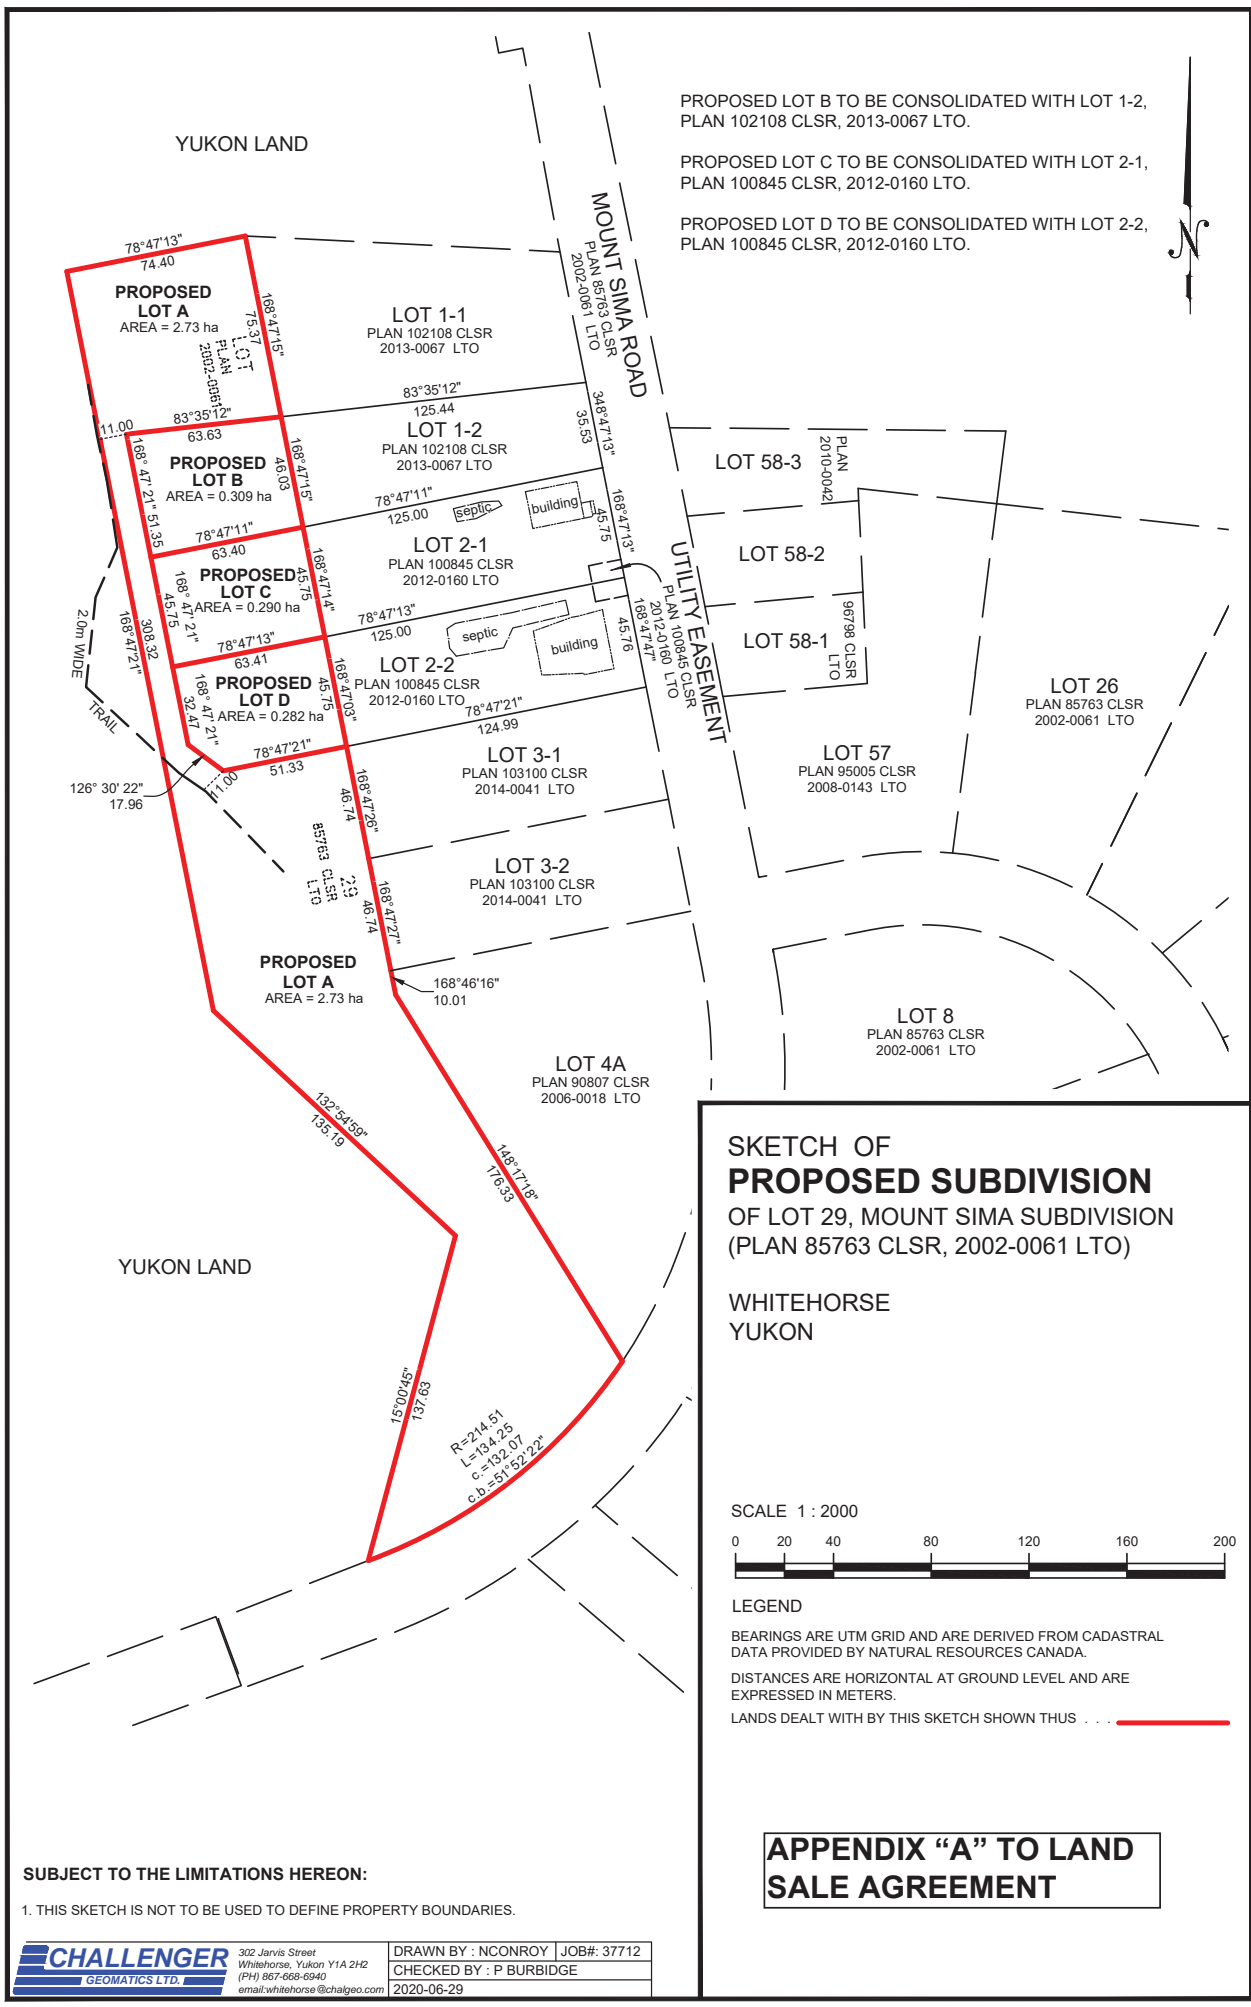 YUKON LAND
PROPOSED LOT B TO BE CONSOLIDATED WITH LOT 1-2,
PLAN 102108 CLSR, 2013-0067 LTO.
PROPOSED LOT C TO BE CONSOLIDATED WITH LOT 2-1,
PLAN 100845 CLSR, 2012-0160 LTO.
PROPOSED LOT D TO BE CONSOLIDATED WITH LOT 2-2,
PLAN 100845 CLSR, 2012-0160 LTO.
N
MOUNT SIMA ROAD
PLAN 85763 CLSR
2002-0061 LTO
78°47'13"
74.40
PROPOSED
LOT A
AREA = 2.73 ha
168°47'15"
75.37
LOT
PLAN
2002-0061
LOT 1-1
PLAN 102108 CLSR
2013-0067 LTO
83°35'12"
125.44
348°47'13"
35.53
11.00
83°35'12"
63.63
LOT 1-2
PLAN 102108 CLSR
2013-0067 LTO
PROPOSED
LOT B
AREA = 0.309 ha
168° 47' 21"
51.35
168°47'15"
46.03
78°47'11"
125.00
septic
building
45.75
168°47'13"
LOT 58-3
PLAN
2010-0042
78°47'11"
63.40
LOT 2-1
PLAN 100845 CLSR
2012-0160 LTO
PROPOSED
LOT C
AREA = 0.290 ha
168° 47' 21"
45.75
168°47'14"
45.75
UTILITY EASEMENT
PLAN 100845 CLSR
2012-0160 LTO
LOT 58-2
78°47'13"
125.00
septic
building
168°47'47"
45.76
LOT 58-1
96798 CLSR
LTO
2.0m WIDE
TRAIL
308.32
168°47'21"
78°47'13"
63.41
LOT 2-2
PLAN 100845 CLSR
2012-0160 LTO
PROPOSED
LOT D
AREA = 0.282 ha
168° 47' 21"
32.47
168°47'03"
45.75
78°47'21"
124.99
LOT 26
PLAN 85763 CLSR
2002-0061 LTO
78°47'21"
51.33
11.00
126° 30' 22"
17.96
LOT 3-1
PLAN 103100 CLSR
2014-0041 LTO
LOT 57
PLAN 95005 CLSR
2008-0143 LTO
168°47'26"
46.74
85763 CLSR
LTO
29
LOT 3-2
PLAN 103100 CLSR
2014-0041 LTO
168°47'27"
46.74
PROPOSED
LOT A
AREA = 2.73 ha
168°46'16"
10.01
LOT 8
PLAN 85763 CLSR
2002-0061 LTO
LOT 4A
PLAN 90807 CLSR
2006-0018 LTO
132°54'59"
135.19
148°17'18"
176.33
YUKON LAND
15°00'45"
137.63
R=214.51
L=134.25
c.=132.07
c.b.=51°52'22"
SKETCH OF
PROPOSED SUBDIVISION
OF LOT 29, MOUNT SIMA SUBDIVISION
(PLAN 85763 CLSR, 2002-0061 LTO)
WHITEHORSE
YUKON
SCALE 1 : 2000
0 20 40 80 120 160 200
LEGEND
BEARINGS ARE UTM GRID AND ARE DERIVED FROM CADASTRAL
DATA PROVIDED BY NATURAL RESOURCES CANADA.
DISTANCES ARE HORIZONTAL AT GROUND LEVEL AND ARE
EXPRESSED IN METERS.
LANDS DEALT WITH BY THIS SKETCH SHOWN THUS . . .
APPENDIX “A” TO LAND
SALE AGREEMENT
SUBJECT TO THE LIMITATIONS HEREON:
1. THIS SKETCH IS NOT TO BE USED TO DEFINE PROPERTY BOUNDARIES.
CHALLENGER
GEOMATICS LTD.
302 Jarvis Street
Whitehorse, Yukon Y1A 2H2
(PH) 867-668-6940
email:whitehorse@chalgeo.com
DRAWN BY : NCONROY JOB#: 37712
CHECKED BY : P BURBIDGE
2020-06-29